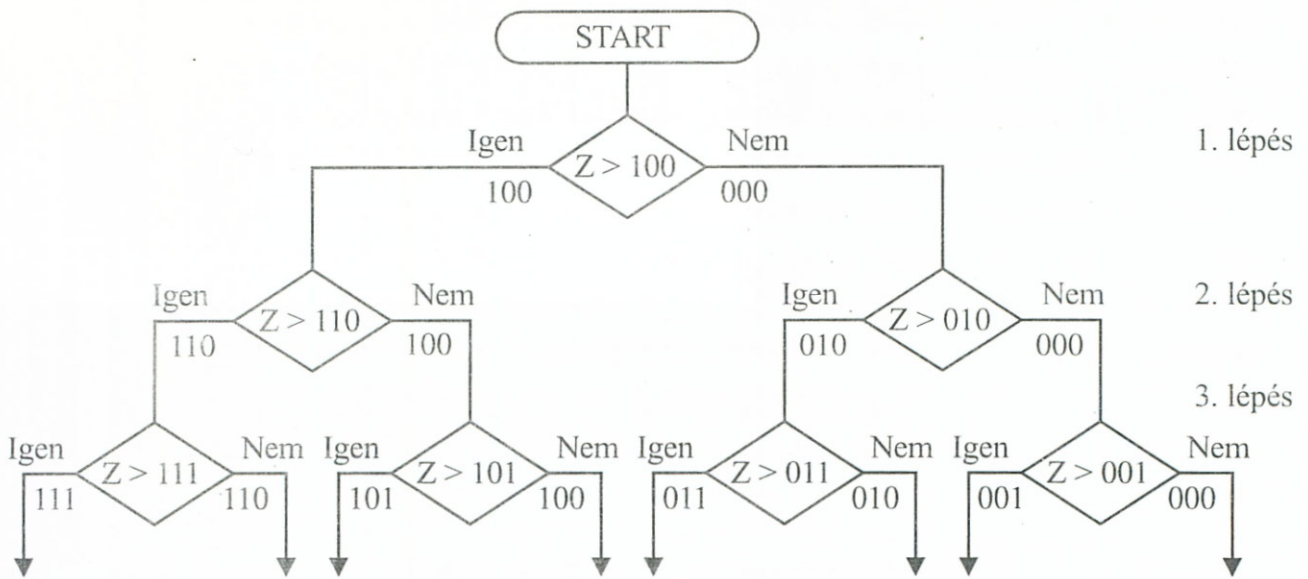 START
Igen Nem 1. lépés
Z > 100
100 000
Igen Nem Igen Nem 2. lépés
Z > 110 Z > 010
110 100 010 000
3. lépés
Igen Nem Igen Nem Igen Nem Igen Nem
Z > 111 Z > 101 Z > 011 Z > 001
111 110 101 100 011 010 001 000